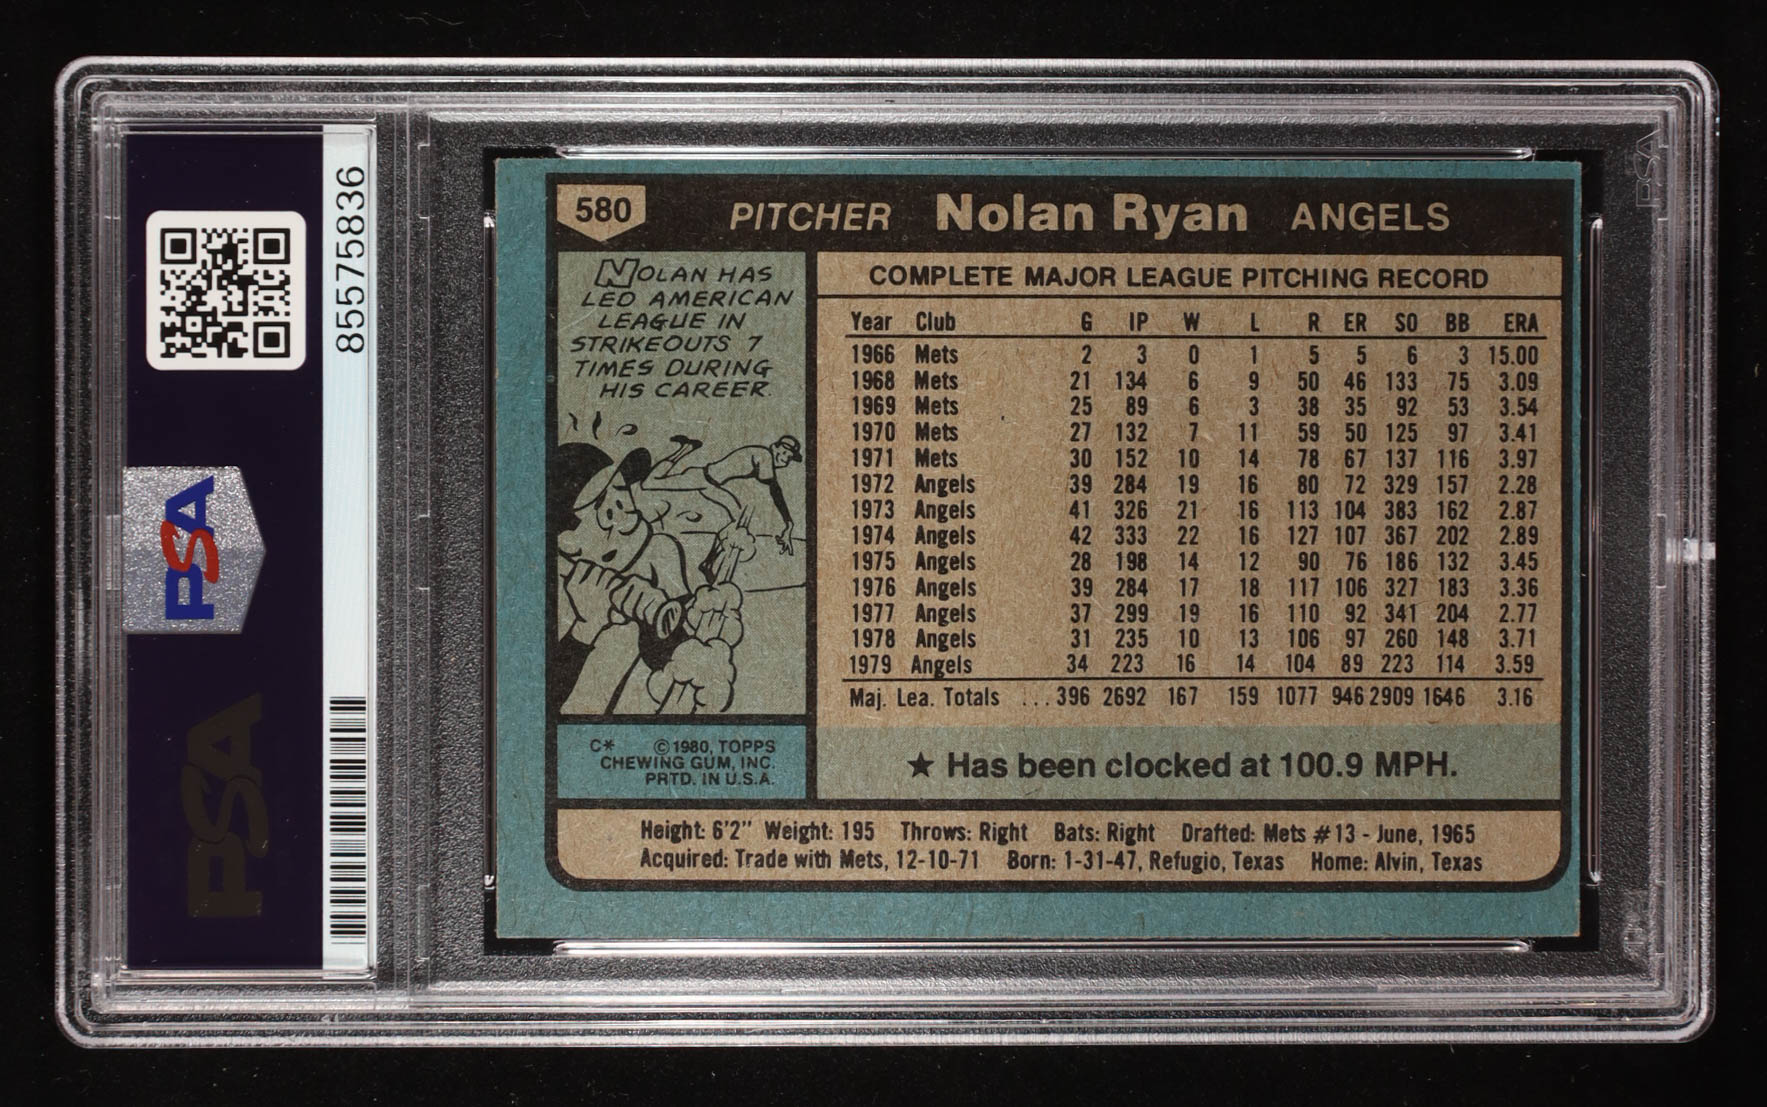 85575836
PSA
PSA
PSA
580 PITCHER Nolan Ryan ANGELS
NOLAN HAS
LED AMERICAN
LEAGUE IN
STRIKEOUTS 7
TIMES DURING
HIS CAREER.
C* ©1980, TOPPS
CHEWING GUM, INC.
PRTD. IN U.S.A.
COMPLETE MAJOR LEAGUE PITCHING RECORD
Year Club G IP W L R ER SO BB ERA
1966 Mets 2 3 0 1 5 5 6 3 15.00
1968 Mets 21 134 6 9 50 46 133 75 3.09
1969 Mets 25 89 6 3 38 35 92 53 3.54
1970 Mets 27 132 7 11 59 50 125 97 3.41
1971 Mets 30 152 10 14 78 67 137 116 3.97
1972 Angels 39 284 19 16 80 72 329 157 2.28
1973 Angels 41 326 21 16 113 104 383 162 2.87
1974 Angels 42 333 22 16 127 107 367 202 2.89
1975 Angels 28 198 14 12 90 76 186 132 3.45
1976 Angels 39 284 17 18 117 106 327 183 3.36
1977 Angels 37 299 19 16 110 92 341 204 2.77
1978 Angels 31 235 10 13 106 97 260 148 3.71
1979 Angels 34 223 16 14 104 89 223 114 3.59
Maj. Lea. Totals ... 396 2692 167 159 1077 946 2909 1646 3.16
★ Has been clocked at 100.9 MPH.
Height: 6'2" Weight: 195 Throws: Right Bats: Right Drafted: Mets #13 - June, 1965
Acquired: Trade with Mets, 12-10-71 Born: 1-31-47, Refugio, Texas Home: Alvin, Texas